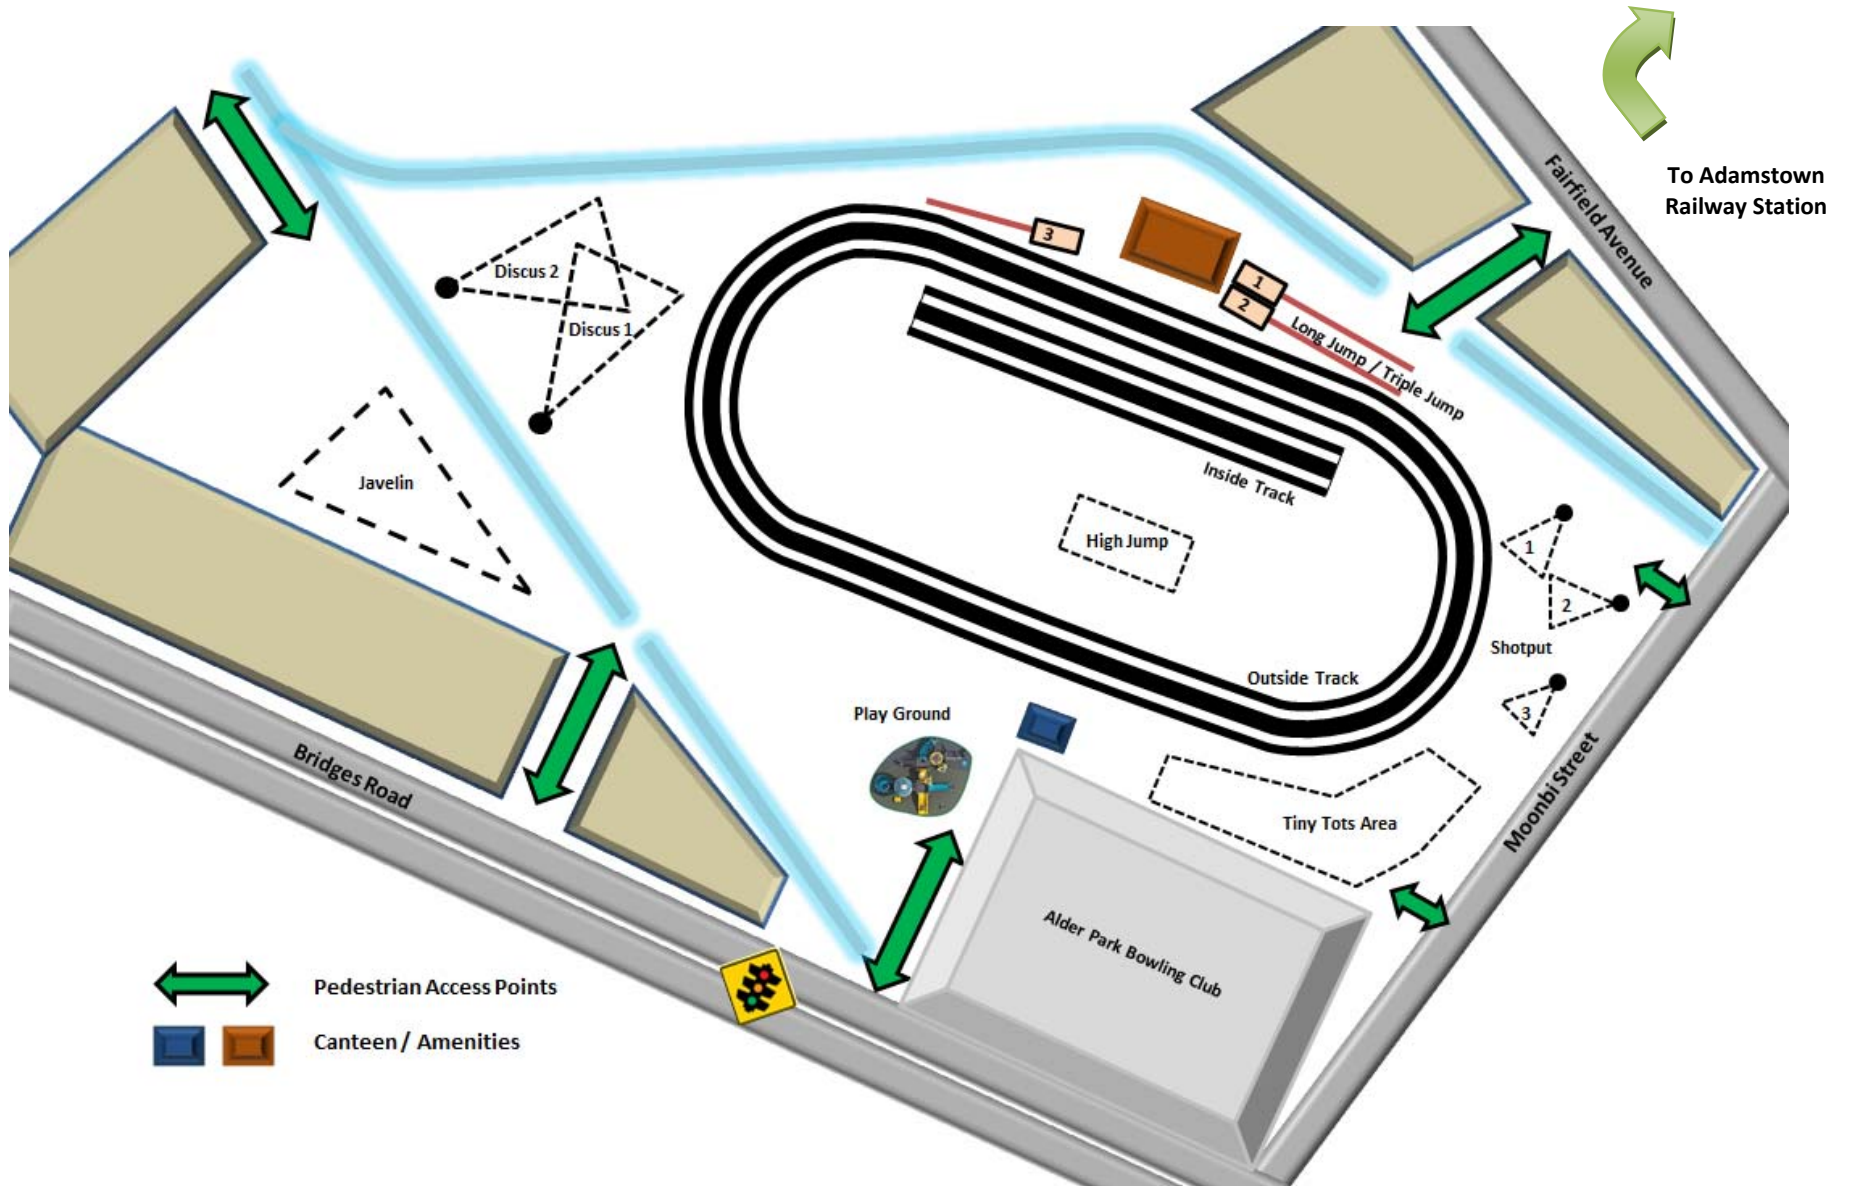 To Adamstown
Railway Station
Fairfield Avenue
3
1
2
Long Jump / Triple Jump
Discus 2
Discus 1
Javelin
Inside Track
High Jump
1
2
Shotput
3
Outside Track
Play Ground
Tiny Tots Area
Moonbi Street
Bridges Road
Alder Park Bowling Club
Pedestrian Access Points
Canteen / Amenities